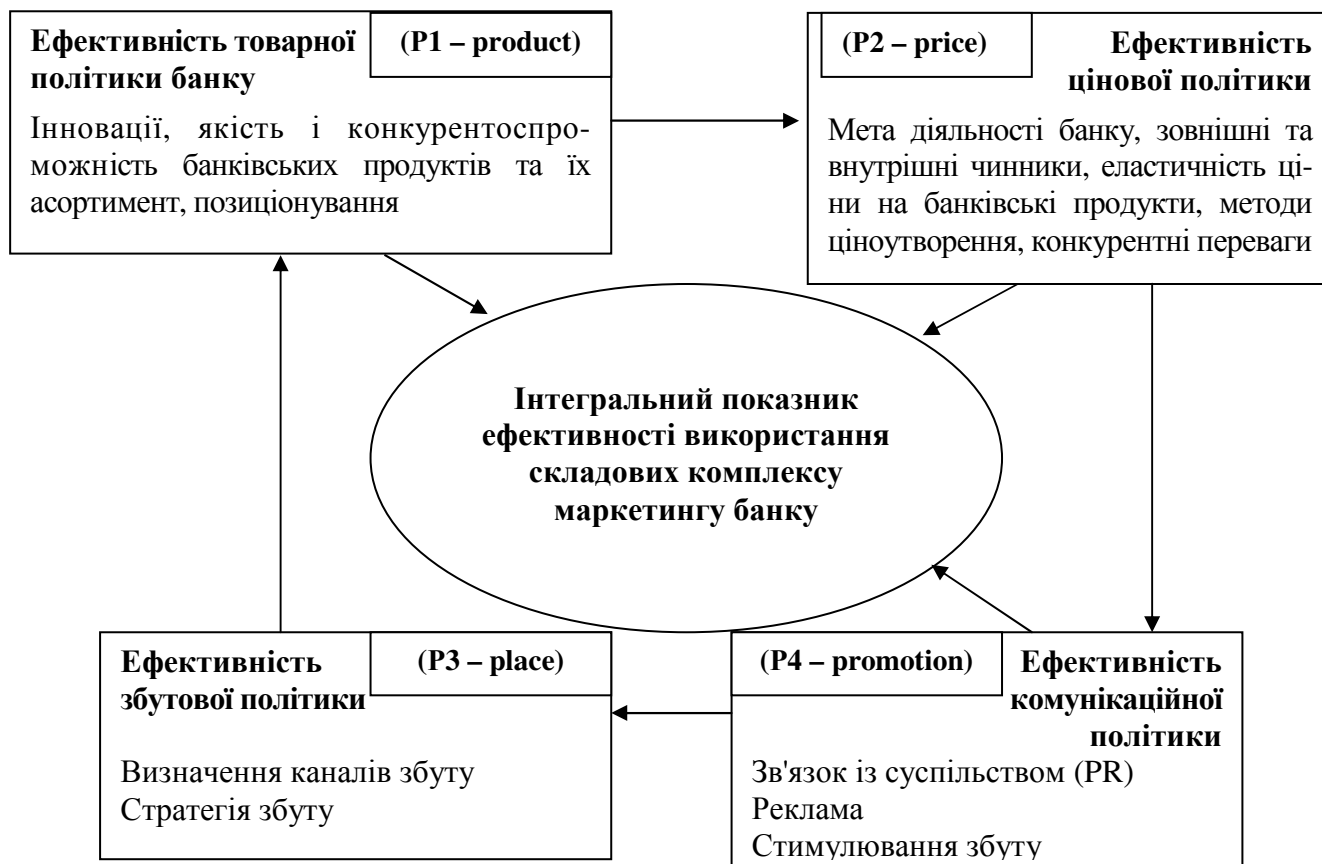 Ефективність товарної
політики банку
(P1 – product)
Інновації, якість і конкурентоспро-
можність банківських продуктів та їх
асортимент, позиціонування
(P2 – price)
Ефективність
цінової політики
Мета діяльності банку, зовнішні та
внутрішні чинники, еластичність ці-
ни на банківські продукти, методи
ціноутворення, конкурентні переваги
Інтегральний показник
ефективності використання
складових комплексу
маркетингу банку
Ефективність
збутової політики
(P3 – place)
Визначення каналів збуту
Стратегія збуту
(P4 – promotion)
Ефективність
комунікаційної
політики
Зв'язок із суспільством (PR)
Реклама
Стимулювання збуту